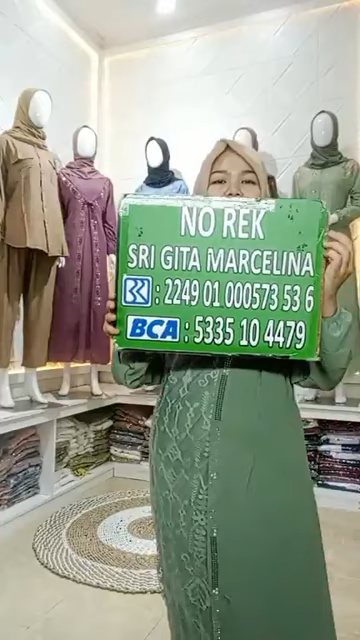 NO REK
SRI GITA MARCELINA
: 2249 01 000573 53 6
BCA : 5335 10 4479